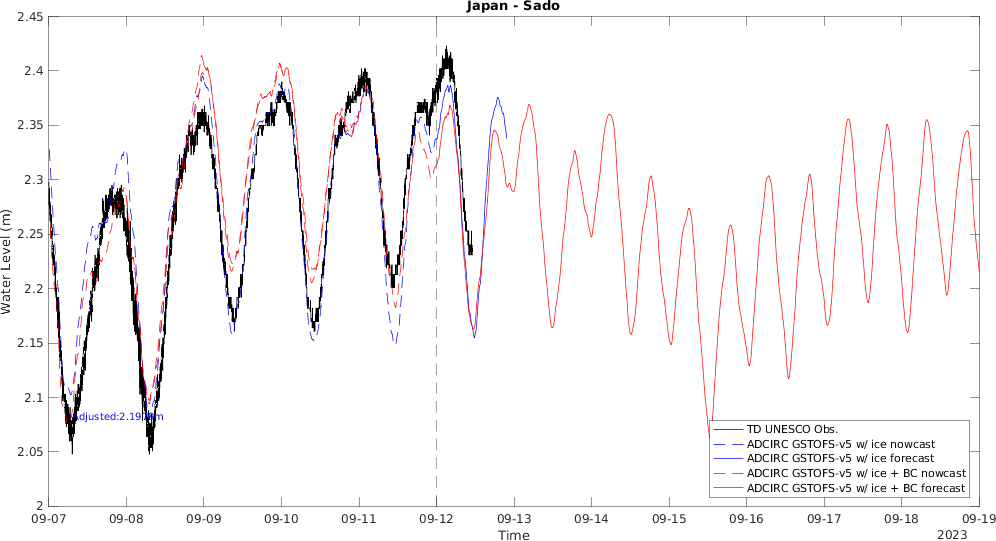 Japan - Sado
2.45
2.4
2.35
2.3
2.25
2.2
2.15
2.1
2.05
2
Water Level (m)
TD UNESCO Obs.
ADCIRC GSTOFS-v5 w/ ice nowcast
ADCIRC GSTOFS-v5 w/ ice forecast
ADCIRC GSTOFS-v5 w/ ice + BC nowcast
ADCIRC GSTOFS-v5 w/ ice + BC forecast
09-07 09-08 09-09 09-10 09-11 09-12 09-13 09-14 09-15 09-16 09-17 09-18 09-19
Time
2023